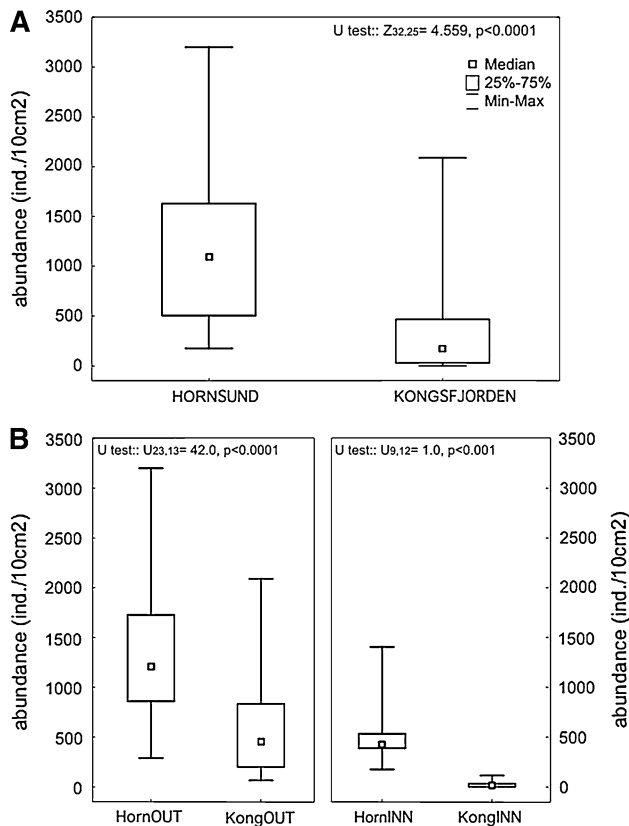 A
3500
3000
2500
2000
1500
1000
500
0
abundance (ind./10cm2)
U test:: Z32.25= 4.559, p<0.0001
Median
25%-75%
Min-Max
HORNSUND
KONGSFJORDEN
B
3500
3000
2500
2000
1500
1000
500
0
abundance (ind./10cm2)
U test:: U23,13= 42.0, p<0.0001
HornOUT
KongOUT
U test:: U9,12= 1.0, p<0.001
HornINN
KongINN
3500
3000
2500
2000
1500
1000
500
0
abundance (ind./10cm2)